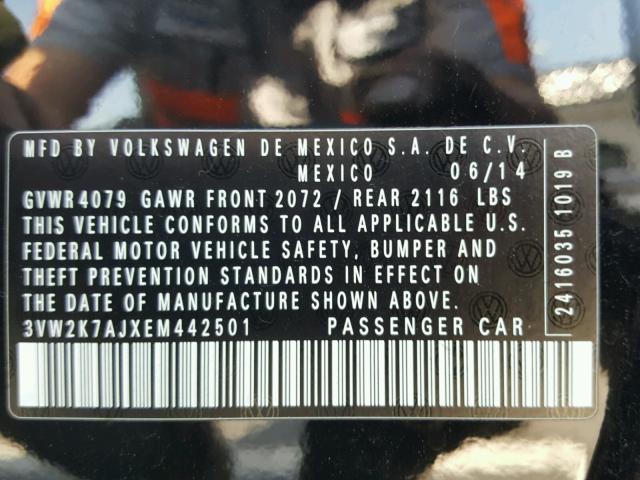 MFD BY VOLKSWAGEN DE MEXICO S.A. DE C.V.
MEXICO 06/14
GVWR 4079 GAWR FRONT 2072 / REAR 2116 LBS
THIS VEHICLE CONFORMS TO ALL APPLICABLE U.S.
FEDERAL MOTOR VEHICLE SAFETY, BUMPER AND
THEFT PREVENTION STANDARDS IN EFFECT ON
THE DATE OF MANUFACTURE SHOWN ABOVE.
3VW2K7AJXEM442501 PASSENGER CAR
2416035 1019 B